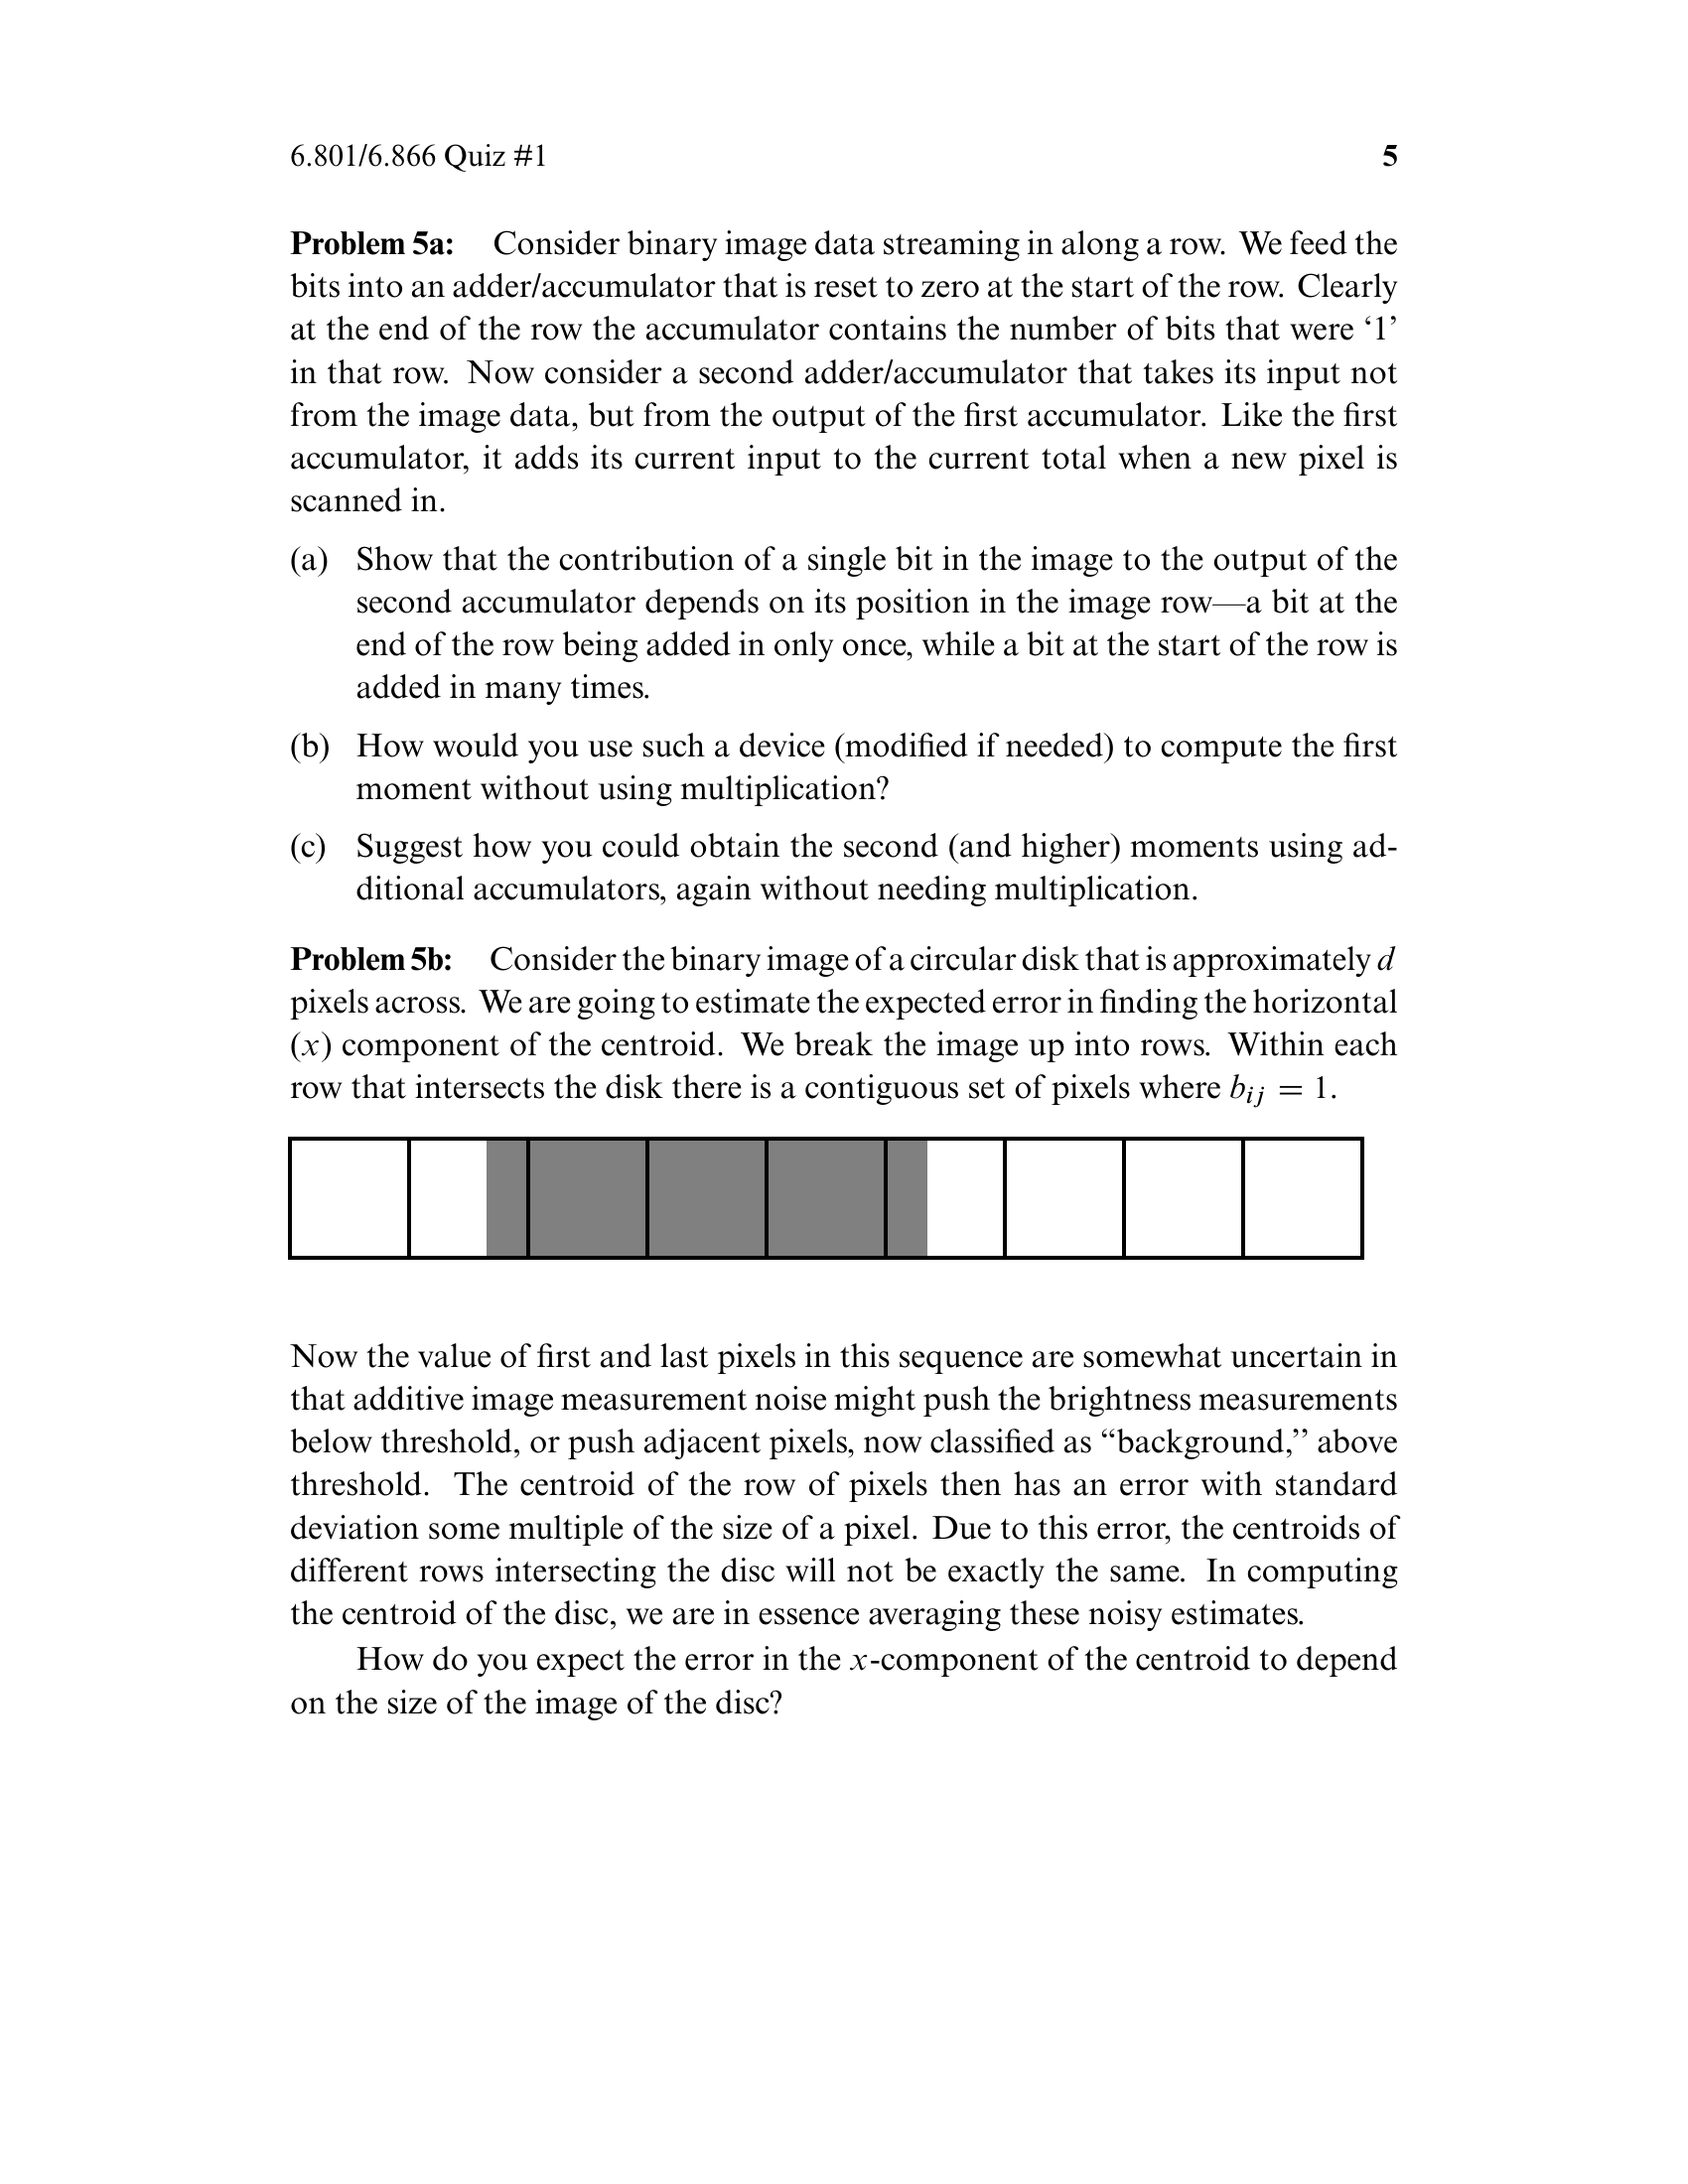 6.801/6.866 Quiz #1 5
Problem 5a: Consider binary image data streaming in along a row. We feed the
bits into an adder/accumulator that is reset to zero at the start of the row. Clearly
at the end of the row the accumulator contains the number of bits that were ‘1’
in that row. Now consider a second adder/accumulator that takes its input not
from the image data, but from the output of the first accumulator. Like the first
accumulator, it adds its current input to the current total when a new pixel is
scanned in.
(a) Show that the contribution of a single bit in the image to the output of the
second accumulator depends on its position in the image row—a bit at the
end of the row being added in only once, while a bit at the start of the row is
added in many times.
(b) How would you use such a device (modified if needed) to compute the first
moment without using multiplication?
(c) Suggest how you could obtain the second (and higher) moments using ad-
ditional accumulators, again without needing multiplication.
Problem 5b: Consider the binary image of a circular disk that is approximately d
pixels across. We are going to estimate the expected error in finding the horizontal
(x) component of the centroid. We break the image up into rows. Within each
row that intersects the disk there is a contiguous set of pixels where b_{ij} = 1.
Now the value of first and last pixels in this sequence are somewhat uncertain in
that additive image measurement noise might push the brightness measurements
below threshold, or push adjacent pixels, now classified as “background,” above
threshold. The centroid of the row of pixels then has an error with standard
deviation some multiple of the size of a pixel. Due to this error, the centroids of
different rows intersecting the disc will not be exactly the same. In computing
the centroid of the disc, we are in essence averaging these noisy estimates.
How do you expect the error in the x-component of the centroid to depend
on the size of the image of the disc?